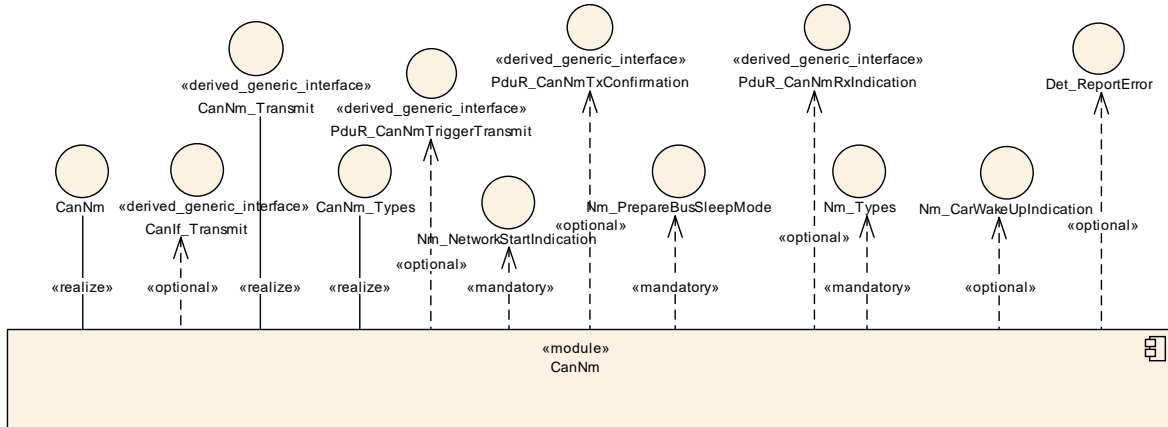 «derived_generic_interface»
CanNm_Transmit
«derived_generic_interface»
PduR_CanNmTriggerTransmit
«derived_generic_interface»
PduR_CanNmTxConfirmation
«derived_generic_interface»
PduR_CanNmRxIndication
Det_ReportError
CanNm
«derived_generic_interface»
CanIf_Transmit
CanNm_Types
Nm_NetworkStartIndication
Nm_PrepareBusSleepMode
Nm_Types
Nm_CarWakeUpIndication
«optional»
«optional»
«optional»
«optional»
«realize»
«optional»
«realize»
«realize»
«mandatory»
«mandatory»
«mandatory»
«optional»
«module»
CanNm